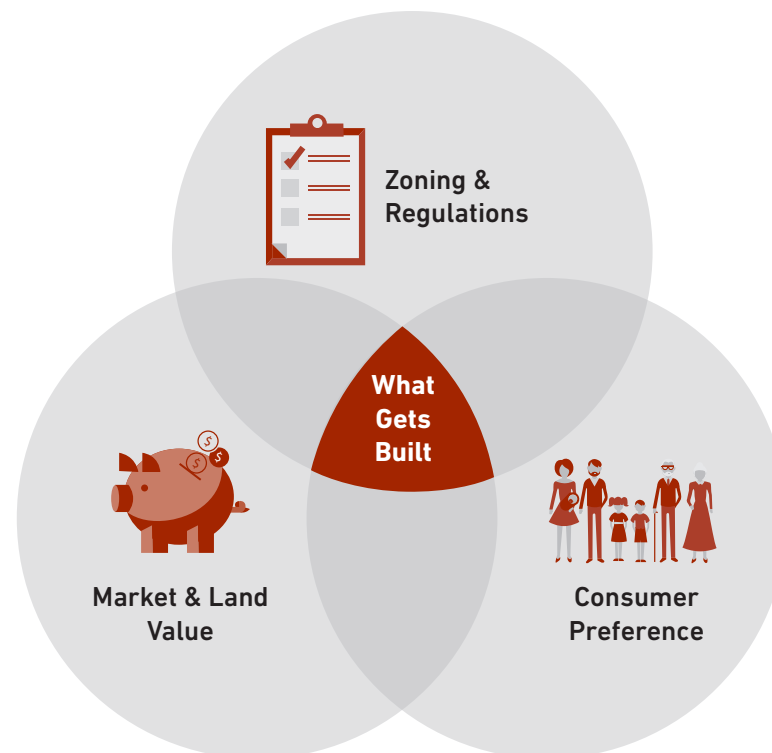 Zoning &
Regulations
What
Gets
Built
$
$
$
Market & Land
Value
Consumer
Preference